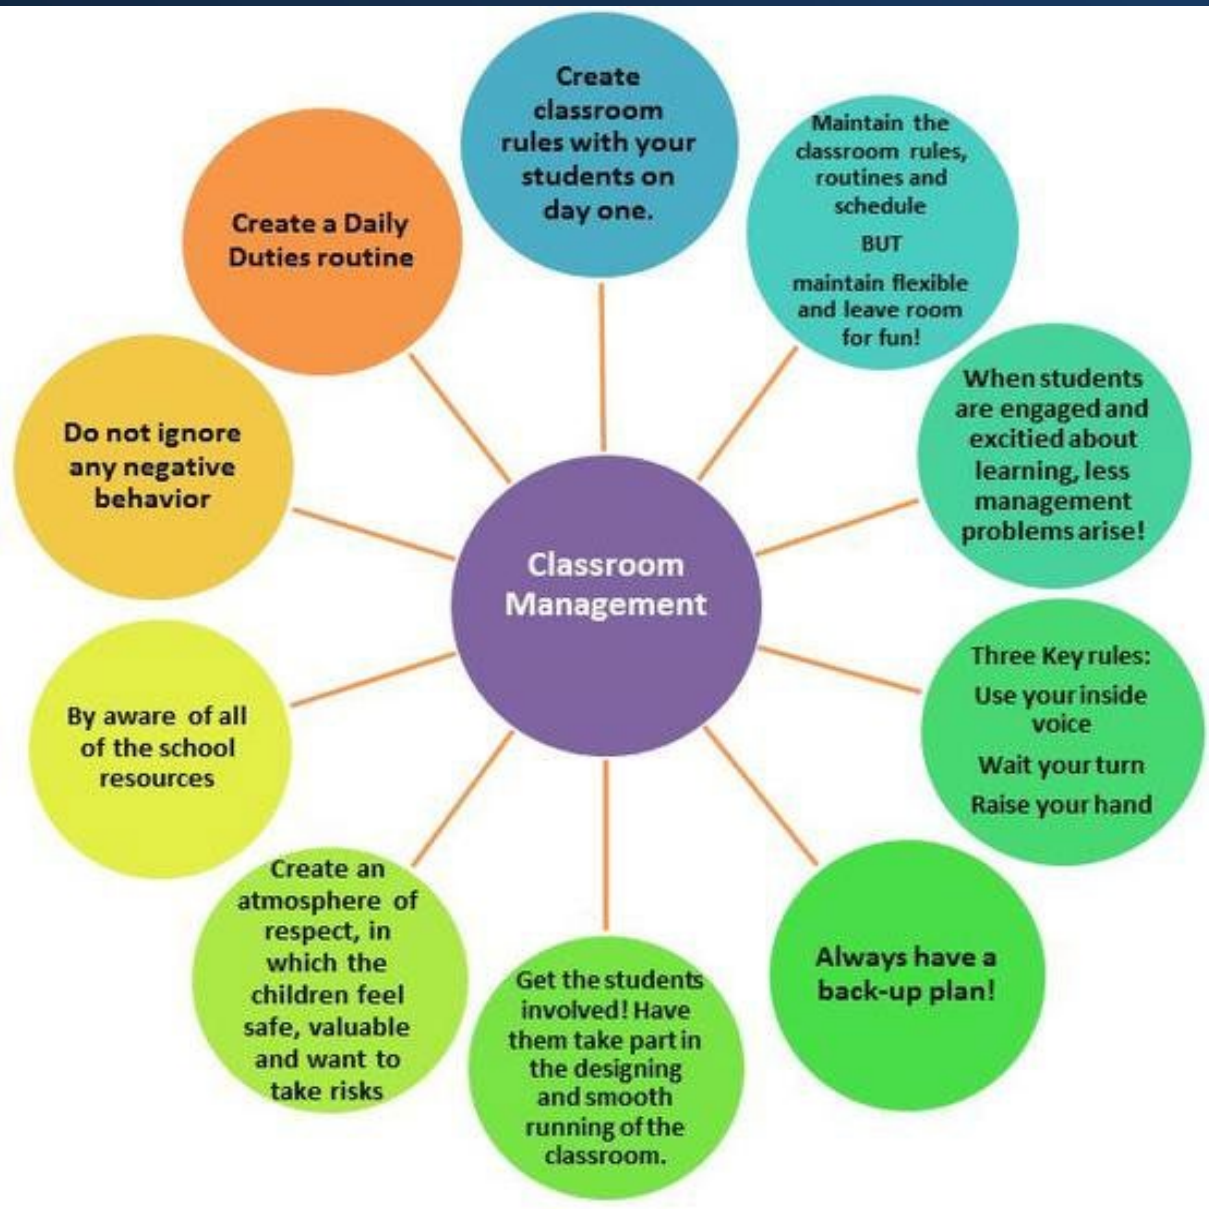 Create
classroom
rules with your
students on
day one.
Maintain the
classroom rules,
routines and
schedule
BUT
maintain flexible
and leave room
for fun!
When students
are engaged and
excitied about
learning, less
management
problems arise!
Three Key rules:
Use your inside
voice
Wait your turn
Raise your hand
Always have a
back-up plan!
Get the students
involved! Have
them take part in
the designing
and smooth
running of the
classroom.
Create an
atmosphere of
respect, in
which the
children feel
safe, valuable
and want to
take risks
By aware of all
of the school
resources
Do not ignore
any negative
behavior
Create a Daily
Duties routine
Classroom
Management